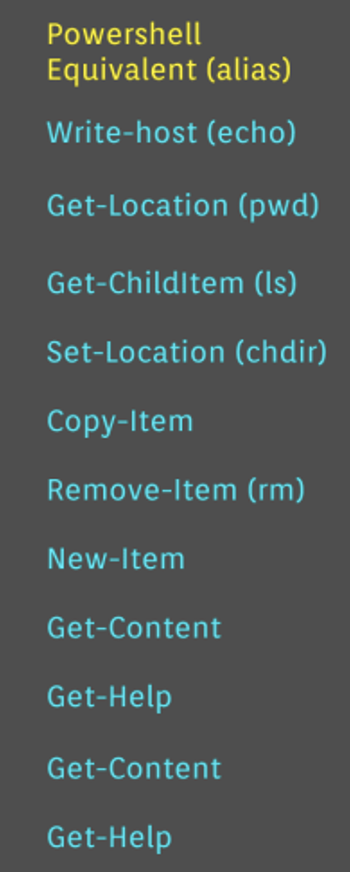 Powershell
Equivalent (alias)
Write-host (echo)
Get-Location (pwd)
Get-ChildItem (ls)
Set-Location (chdir)
Copy-Item
Remove-Item (rm)
New-Item
Get-Content
Get-Help
Get-Content
Get-Help